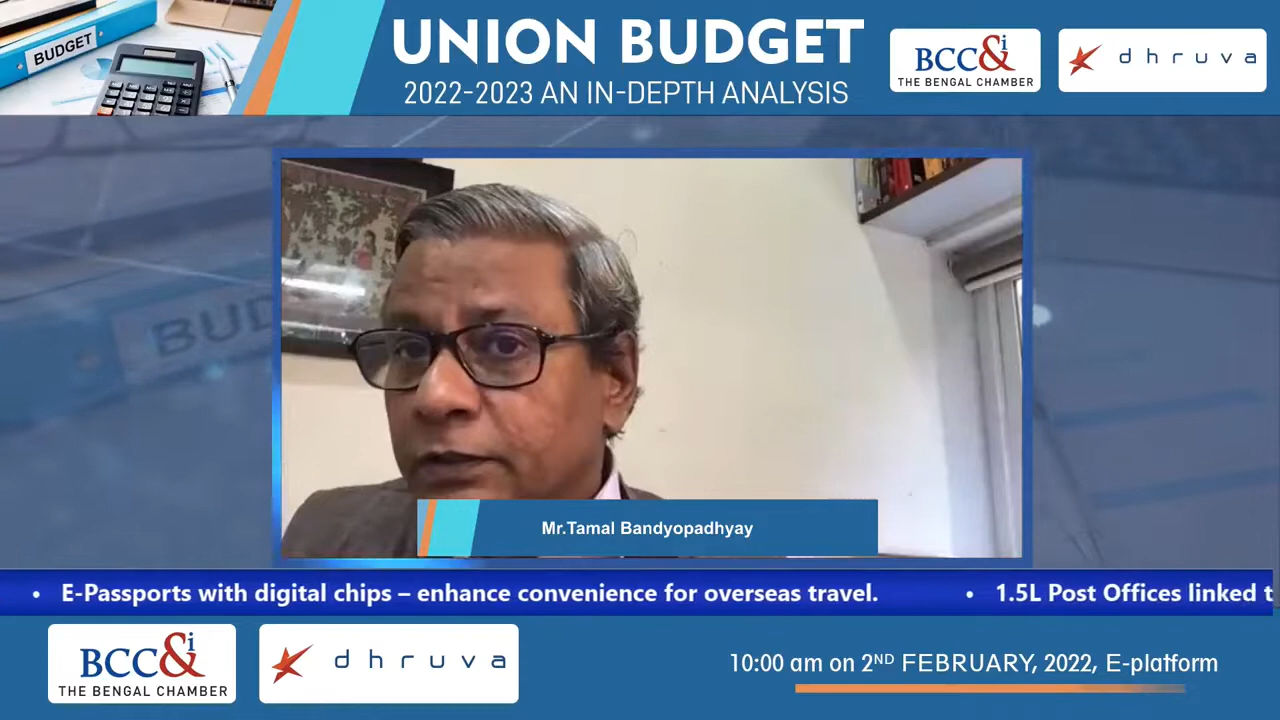 BUDGET
UNION BUDGET
2022-2023 AN IN-DEPTH ANALYSIS
BCC&i
THE BENGAL CHAMBER
dhruva
BUD
Mr.Tamal Bandyopadhyay
• E-Passports with digital chips – enhance convenience for overseas travel. • 1.5L Post Offices linked t
BCC&i
THE BENGAL CHAMBER
dhruva
10:00 am on 2ND FEBRUARY, 2022, E-platform